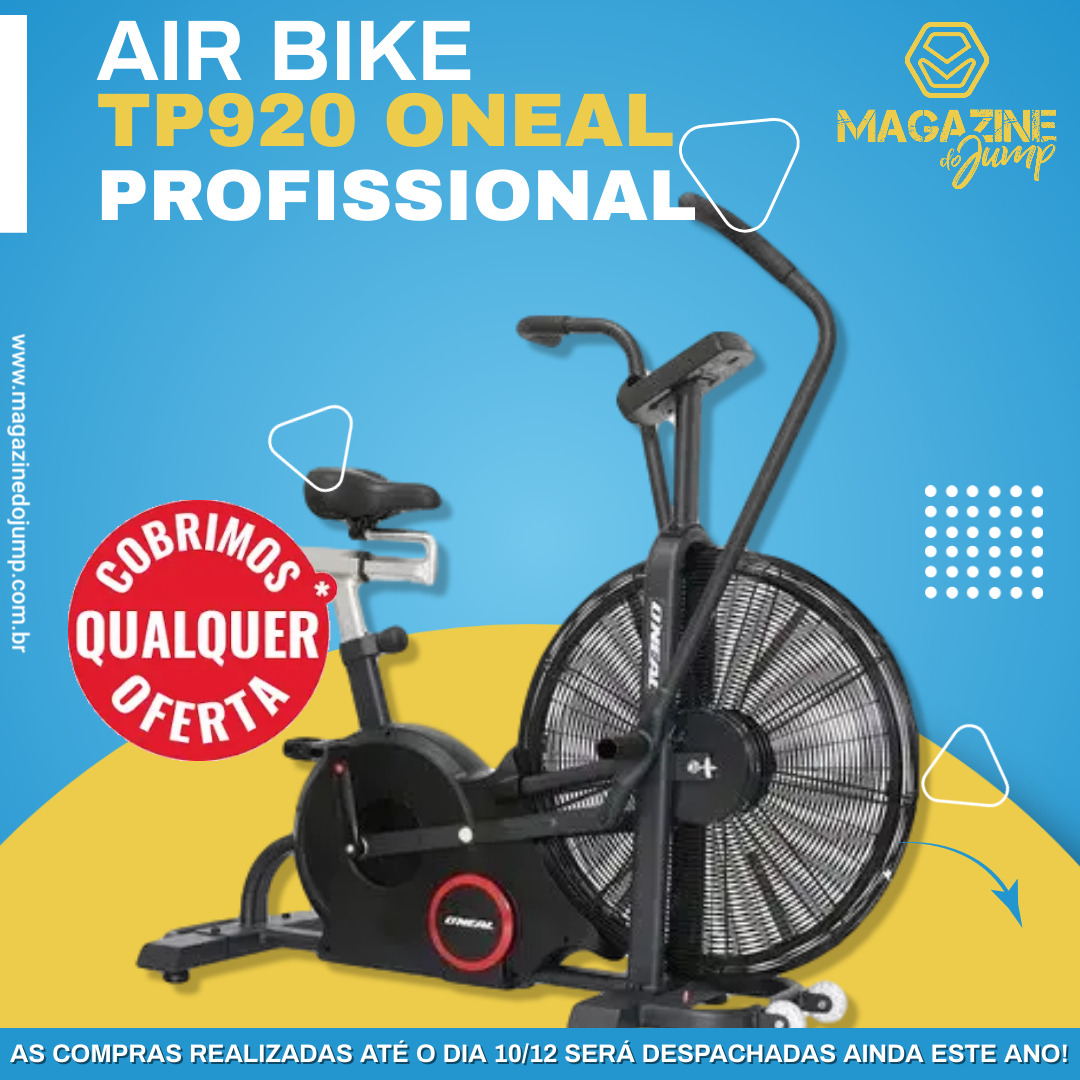 AIR BIKE
TP920 ONEAL
PROFISSIONAL
MAGAZINE
do Jump
www.magazinedojump.com.br
COBRIMOS
QUALQUER*
OFERTA
ONEAL
ONEAL
AS COMPRAS REALIZADAS ATÉ O DIA 10/12 SERÁ DESPACHADAS AINDA ESTE ANO!